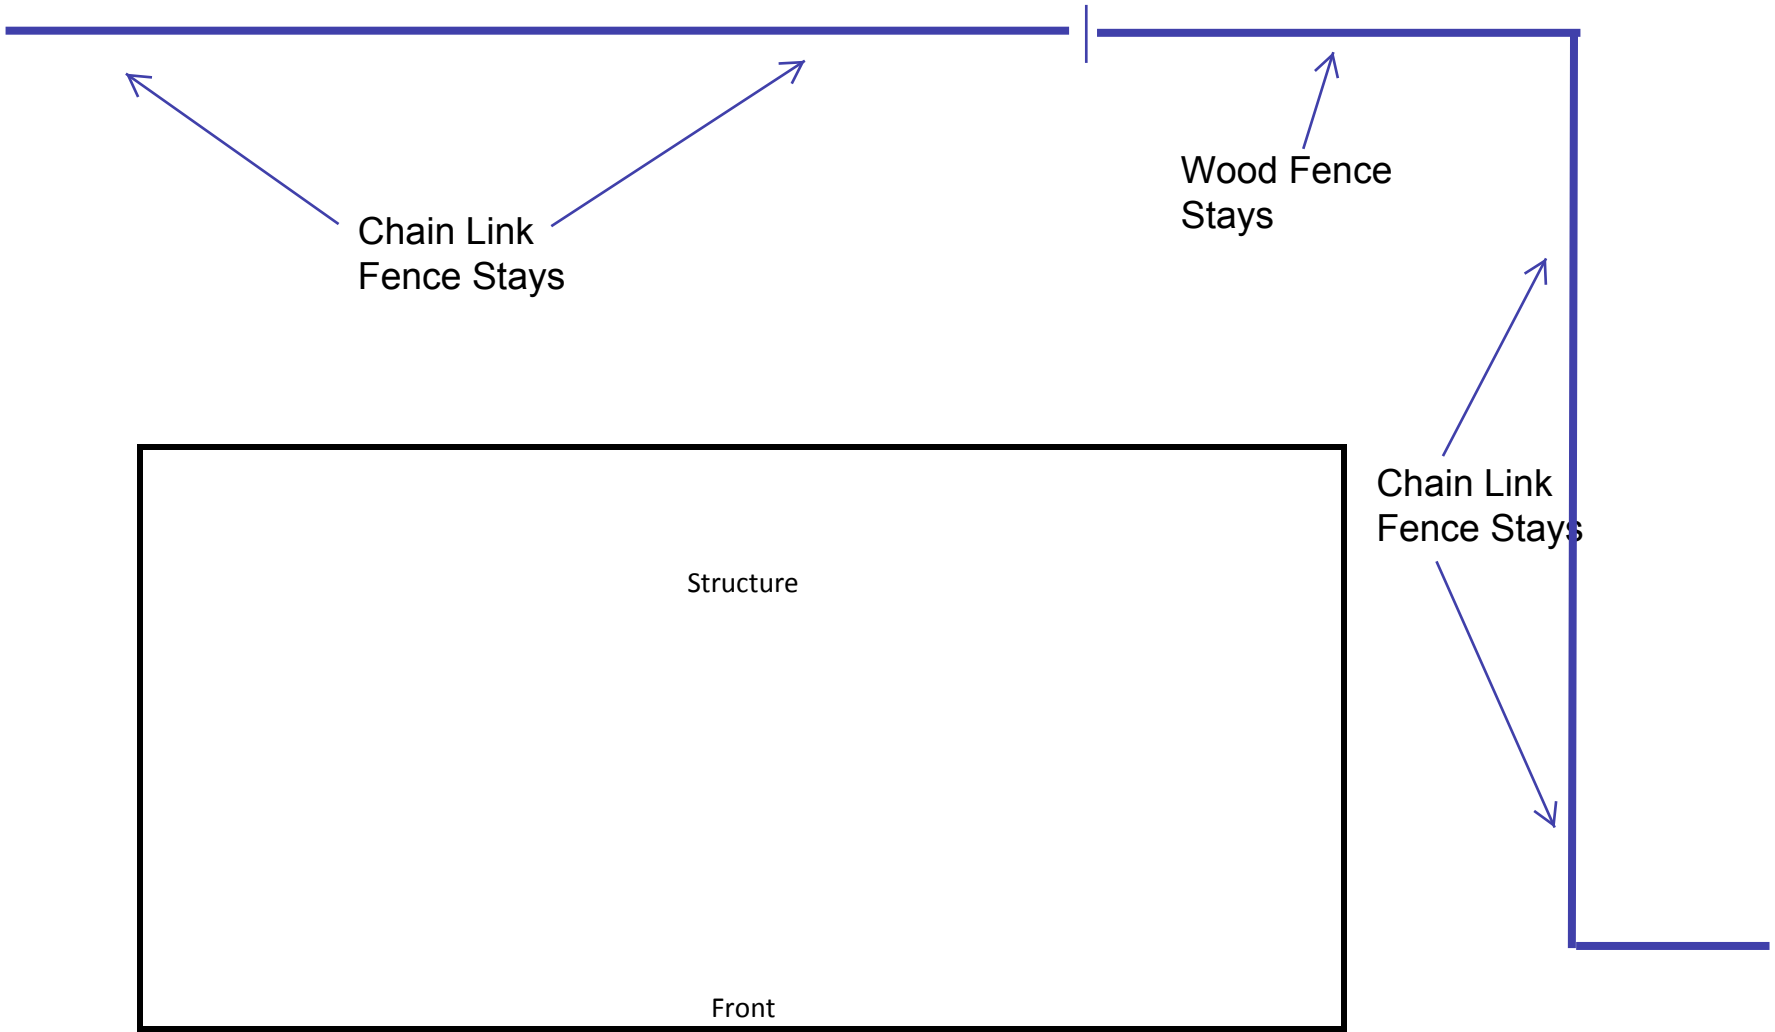 Wood Fence
Stays
Chain Link
Fence Stays
Chain Link
Fence Stays
Structure
Front